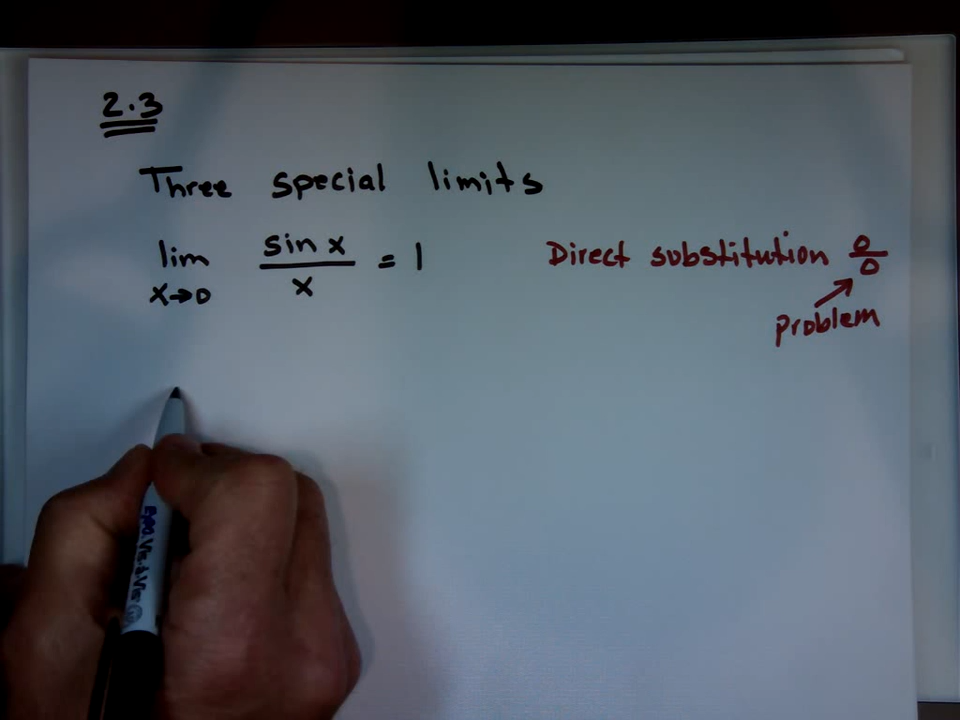 2.3
Three special limits
lim sin x / x = 1
x→0
Direct substitution 0/0
problem